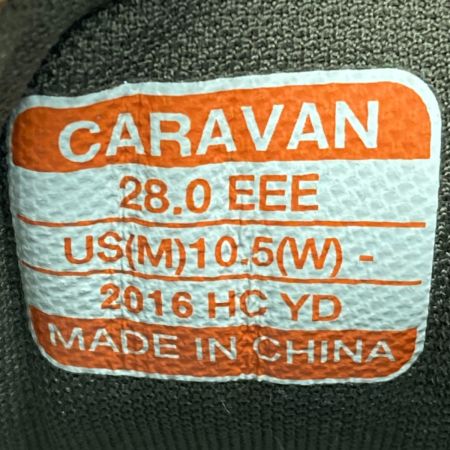 CARAVAN
28.0 EEE
US(M)10.5(W) -
2016 HC YD
MADE IN CHINA